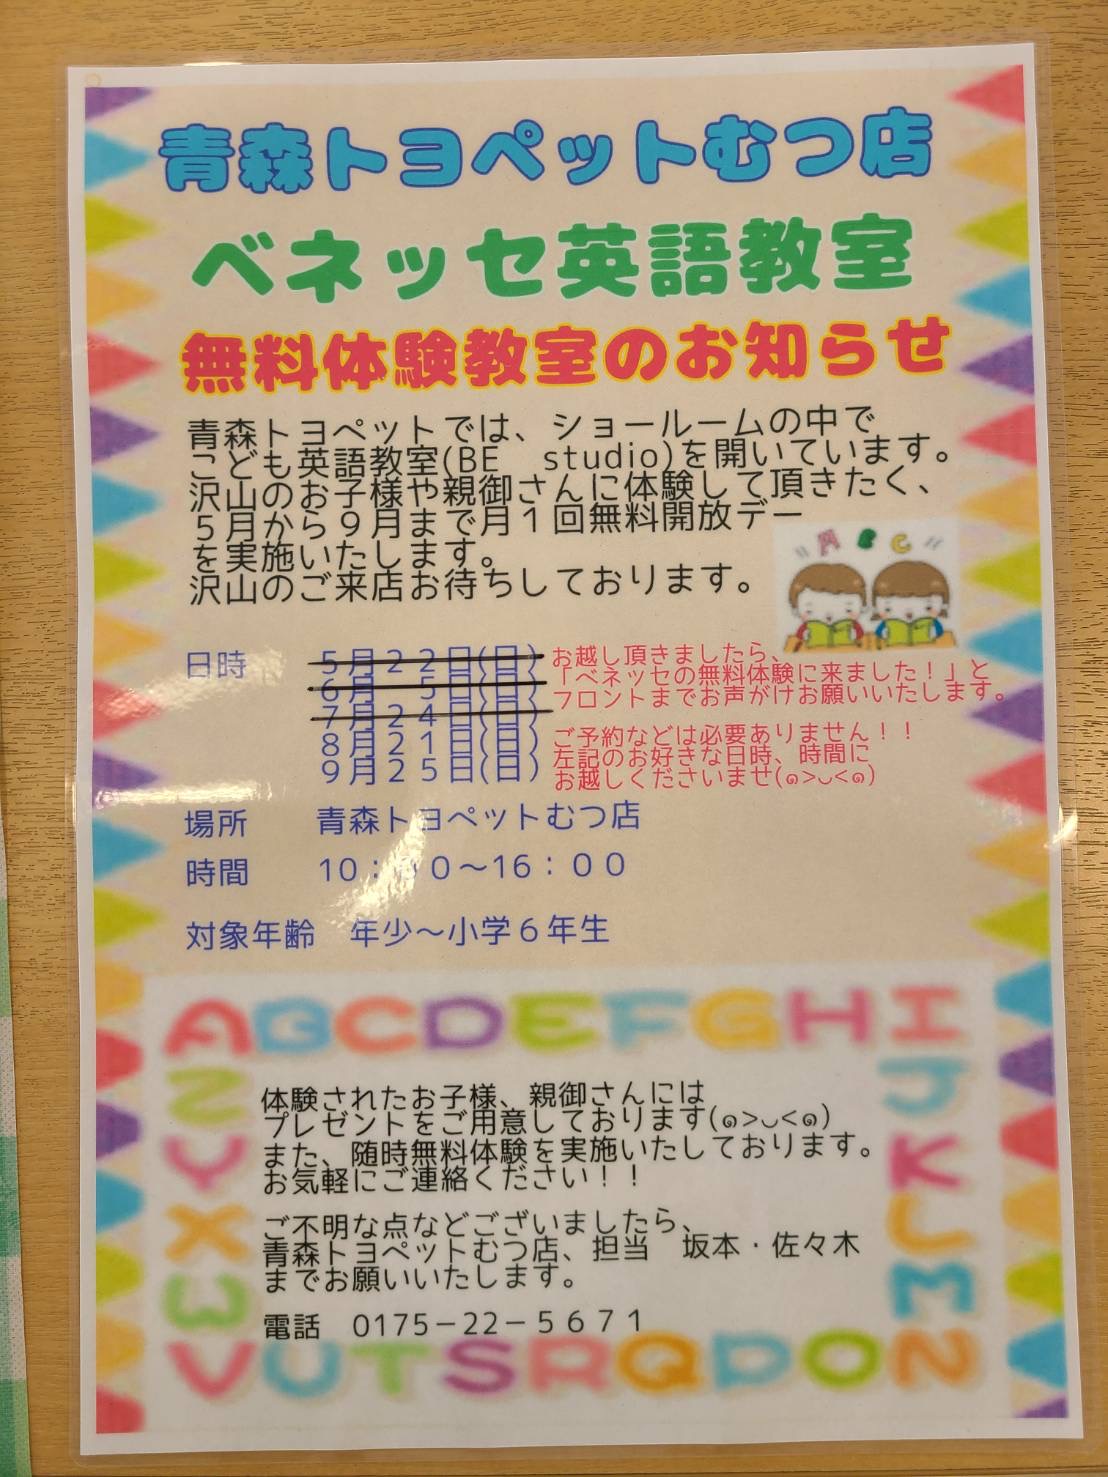 青森トヨペットむつ店
ベネッセ英語教室
無料体験教室のお知らせ
青森トヨペットでは、ショールームの中で
こども英語教室(BE studio)を開いています。
沢山のお子様や親御さんに体験して頂きたく、
5月から9月まで月1回無料開放デー
を実施いたします。
沢山のご来店お待ちしております。
ABC
日時
5月22日(日)
6月 5日(日)
7月24日(日)
8月21日(日)
9月25日(日)
お越し頂きましたら、
「ベネッセの無料体験に来ました!」と
フロントまでお声がけお願いいたします。
ご予約などは必要ありません!!
左記のお好きな日時、時間に
お越しくださいませ(๑>◡<๑)
場所 青森トヨペットむつ店
時間 10:00～16:00
対象年齢 年少～小学6年生
ABCDEFGHI
J
K
L
M
N
体験されたお子様、親御さんには
プレゼントをご用意しております(๑>◡<๑)
また、随時無料体験を実施いたしております。
お気軽にご連絡ください!!
ご不明な点などございましたら、
青森トヨペットむつ店、担当 坂本・佐々木
までお願いいたします。
電話 0175-22-5671
Z
Y
X
W
VUTSRQPO